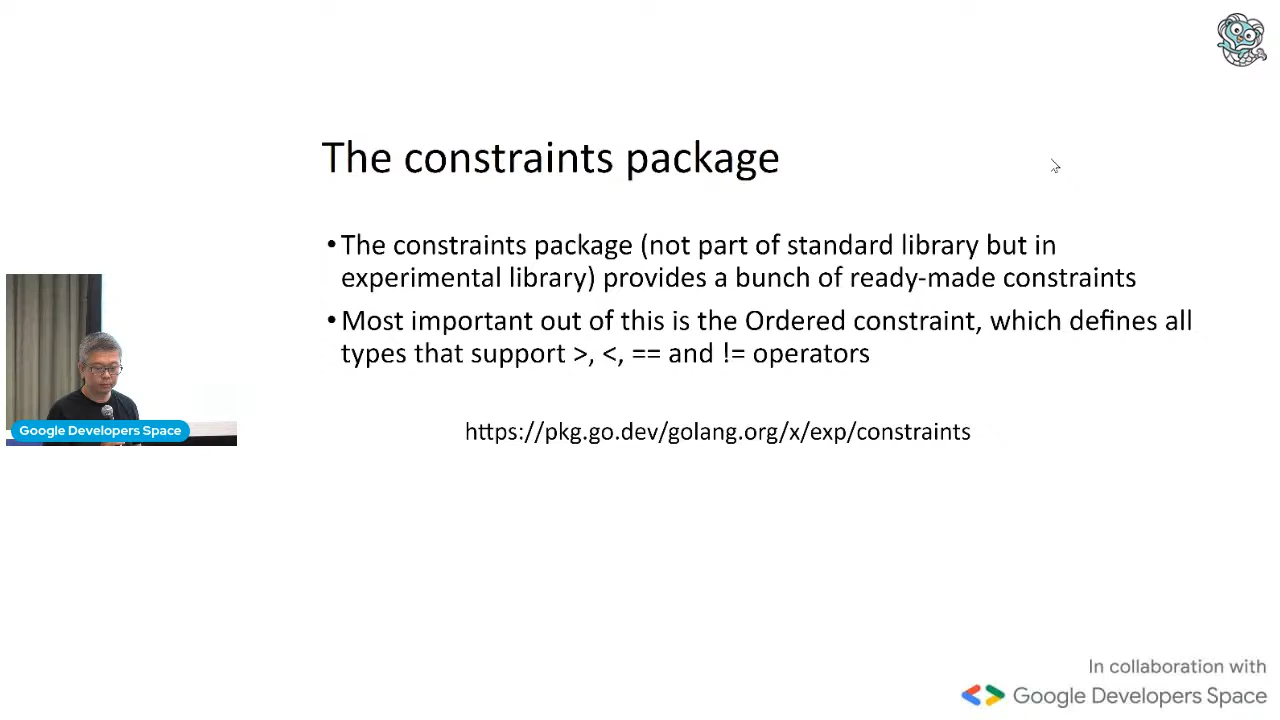 The constraints package
•The constraints package (not part of standard library but in
experimental library) provides a bunch of ready-made constraints
•Most important out of this is the Ordered constraint, which defines all
types that support >, <, == and != operators
https://pkg.go.dev/golang.org/x/exp/constraints
Google Developers Space
In collaboration with
Google Developers Space